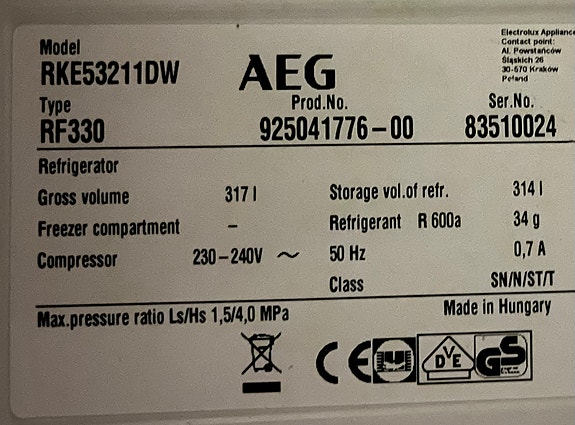 Electrolux Appliance
Contact point:
Al. Powstańców
Śląskich 26
30-570 Kraków
Poland
Model
RKE53211DW
AEG
Type
Prod.No.
Ser.No.
RF330
925041776-00
83510024
Refrigerator
Gross volume 317 l Storage vol.of refr. 314 l
Freezer compartment – Refrigerant R 600a 34 g
Compressor 230-240V ~ 50 Hz 0,7 A
Class SN/N/ST/T
Max.pressure ratio Ls/Hs 1,5/4,0 MPa Made in Hungary
CE DVE GS